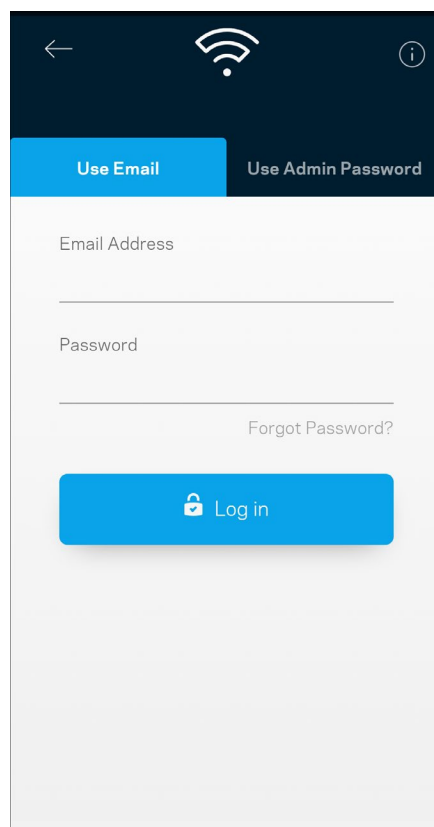 Use Email
Use Admin Password
Email Address
Password
Forgot Password?
Log in